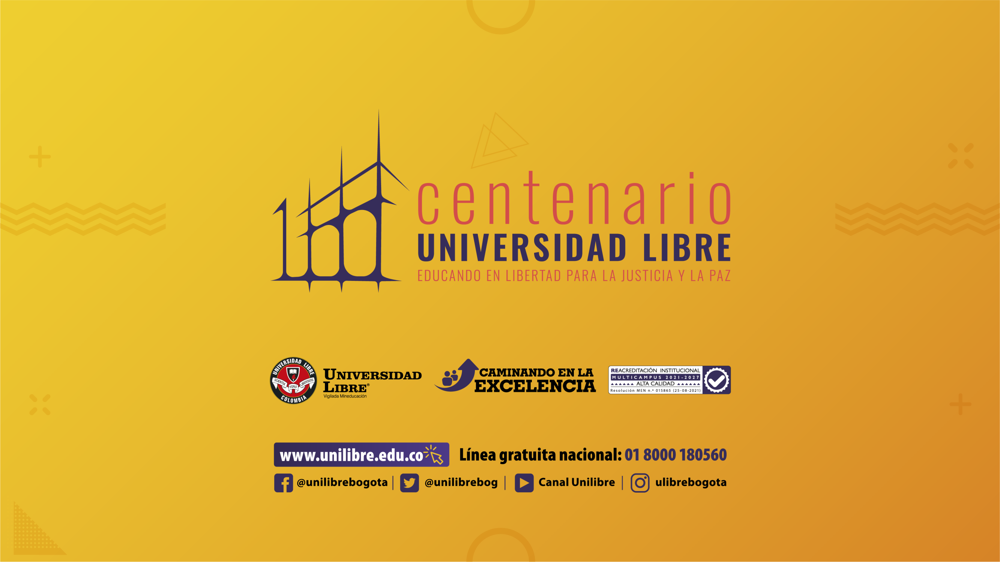 centenario
UNIVERSIDAD LIBRE
EDUCANDO EN LIBERTAD PARA LA JUSTICIA Y LA PAZ
UNIVERSIDAD LIBRE
SCIENTIA FONS LIBERTATIS
COLOMBIA
UNIVERSIDAD
LIBRE®
Vigilada Mineducación
CAMINANDO EN LA
EXCELENCIA
REACREDITACIÓN INSTITUCIONAL
MULTICAMPUS 2021-2027
ALTA CALIDAD
Resolución MEN n.º 015865 (25-08-2021)
www.unilibre.edu.co
Línea gratuita nacional: 01 8000 180560
@unilibrebogota | @unilibrebog | Canal Unilibre | ulibrebogota